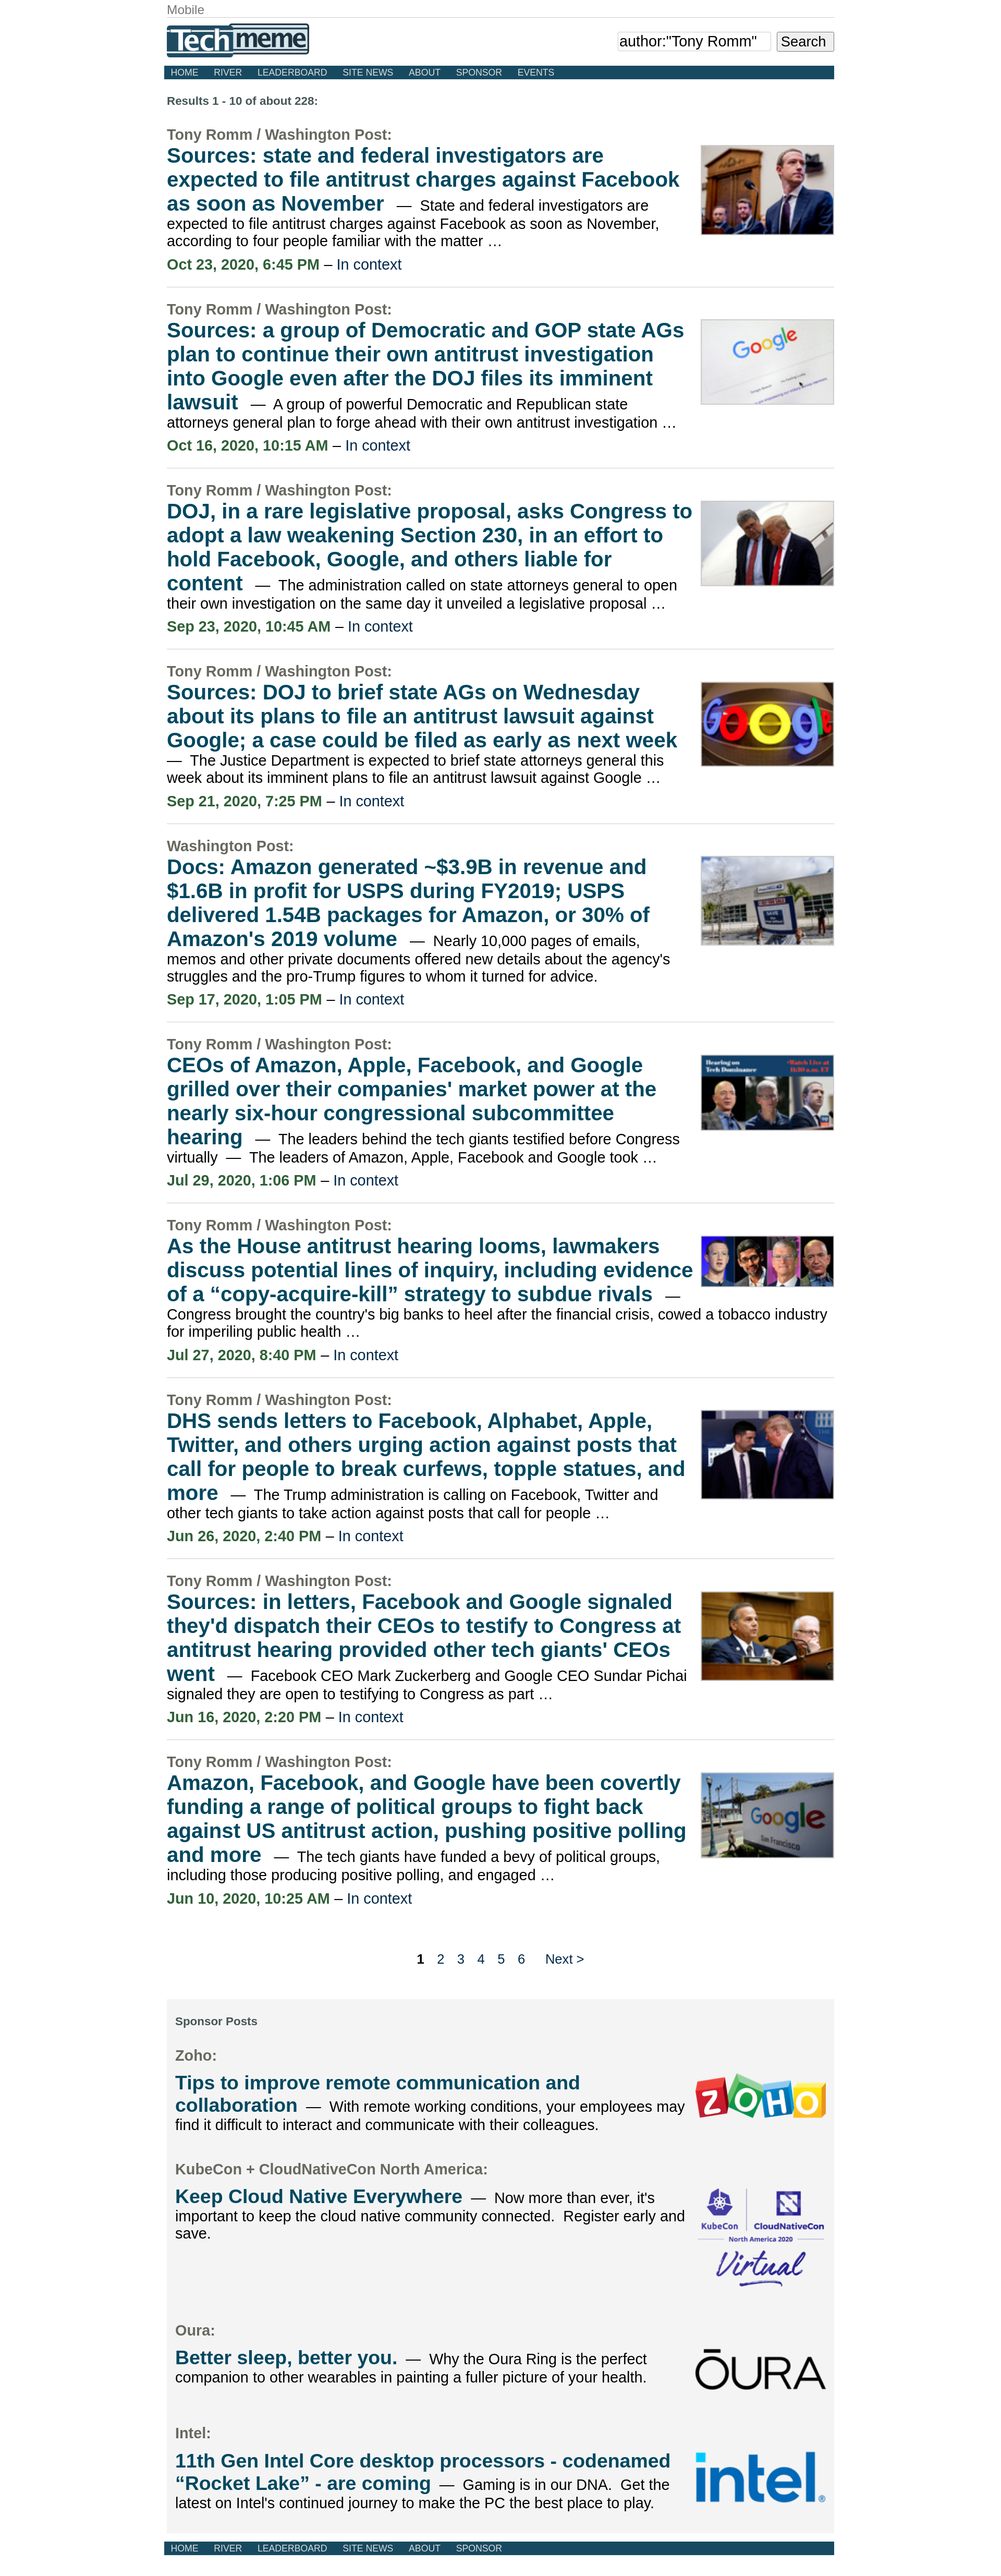 Mobile
Techmeme
author:"Tony Romm" Search
HOME RIVER LEADERBOARD SITE NEWS ABOUT SPONSOR EVENTS
Results 1 - 10 of about 228:
Tony Romm / Washington Post:
Sources: state and federal investigators are
expected to file antitrust charges against Facebook
as soon as November — State and federal investigators are
expected to file antitrust charges against Facebook as soon as November,
according to four people familiar with the matter …
Oct 23, 2020, 6:45 PM – In context
Tony Romm / Washington Post:
Sources: a group of Democratic and GOP state AGs
plan to continue their own antitrust investigation
into Google even after the DOJ files its imminent
lawsuit — A group of powerful Democratic and Republican state
attorneys general plan to forge ahead with their own antitrust investigation …
Google
Oct 16, 2020, 10:15 AM – In context
Tony Romm / Washington Post:
DOJ, in a rare legislative proposal, asks Congress to
adopt a law weakening Section 230, in an effort to
hold Facebook, Google, and others liable for
content — The administration called on state attorneys general to open
their own investigation on the same day it unveiled a legislative proposal …
Sep 23, 2020, 10:45 AM – In context
Tony Romm / Washington Post:
Sources: DOJ to brief state AGs on Wednesday
about its plans to file an antitrust lawsuit against
Google; a case could be filed as early as next week
— The Justice Department is expected to brief state attorneys general this
week about its imminent plans to file an antitrust lawsuit against Google …
Google
Sep 21, 2020, 7:25 PM – In context
Washington Post:
Docs: Amazon generated ~$3.9B in revenue and
$1.6B in profit for USPS during FY2019; USPS
delivered 1.54B packages for Amazon, or 30% of
Amazon's 2019 volume — Nearly 10,000 pages of emails,
memos and other private documents offered new details about the agency's
struggles and the pro-Trump figures to whom it turned for advice.
Sep 17, 2020, 1:05 PM – In context
Tony Romm / Washington Post:
CEOs of Amazon, Apple, Facebook, and Google
grilled over their companies' market power at the
nearly six-hour congressional subcommittee
hearing — The leaders behind the tech giants testified before Congress
virtually — The leaders of Amazon, Apple, Facebook and Google took …
Hearing on
Tech Dominance
Watch Live at
Jul 29, 2020, 1:06 PM – In context
Tony Romm / Washington Post:
As the House antitrust hearing looms, lawmakers
discuss potential lines of inquiry, including evidence
of a “copy-acquire-kill” strategy to subdue rivals —
Congress brought the country's big banks to heel after the financial crisis, cowed a tobacco industry
for imperiling public health …
Jul 27, 2020, 8:40 PM – In context
Tony Romm / Washington Post:
DHS sends letters to Facebook, Alphabet, Apple,
Twitter, and others urging action against posts that
call for people to break curfews, topple statues, and
more — The Trump administration is calling on Facebook, Twitter and
other tech giants to take action against posts that call for people …
Jun 26, 2020, 2:40 PM – In context
Tony Romm / Washington Post:
Sources: in letters, Facebook and Google signaled
they'd dispatch their CEOs to testify to Congress at
antitrust hearing provided other tech giants' CEOs
went — Facebook CEO Mark Zuckerberg and Google CEO Sundar Pichai
signaled they are open to testifying to Congress as part …
Jun 16, 2020, 2:20 PM – In context
Tony Romm / Washington Post:
Amazon, Facebook, and Google have been covertly
funding a range of political groups to fight back
against US antitrust action, pushing positive polling
and more — The tech giants have funded a bevy of political groups,
including those producing positive polling, and engaged …
Google
San Francisco
Jun 10, 2020, 10:25 AM – In context
1 2 3 4 5 6 Next >
Sponsor Posts
Zoho:
Tips to improve remote communication and
collaboration — With remote working conditions, your employees may
find it difficult to interact and communicate with their colleagues.
ZOHO
KubeCon + CloudNativeCon North America:
Keep Cloud Native Everywhere — Now more than ever, it's
important to keep the cloud native community connected. Register early and
save.
KubeCon CloudNativeCon
North America 2020
Virtual
Oura:
Better sleep, better you. — Why the Oura Ring is the perfect
companion to other wearables in painting a fuller picture of your health.
ŌURA
Intel:
11th Gen Intel Core desktop processors - codenamed
“Rocket Lake” - are coming — Gaming is in our DNA. Get the
latest on Intel's continued journey to make the PC the best place to play.
intel®
HOME RIVER LEADERBOARD SITE NEWS ABOUT SPONSOR